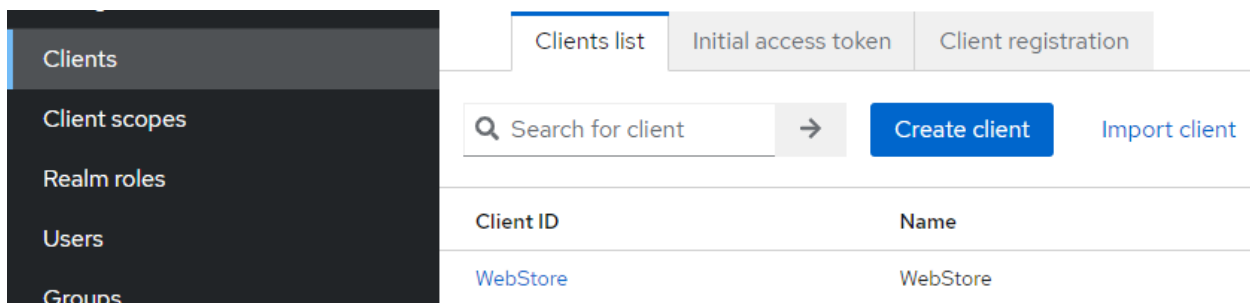 Clients
Client scopes
Realm roles
Users
Groups
Clients list
Initial access token
Client registration
Search for client
Create client
Import client
Client ID
Name
WebStore
WebStore